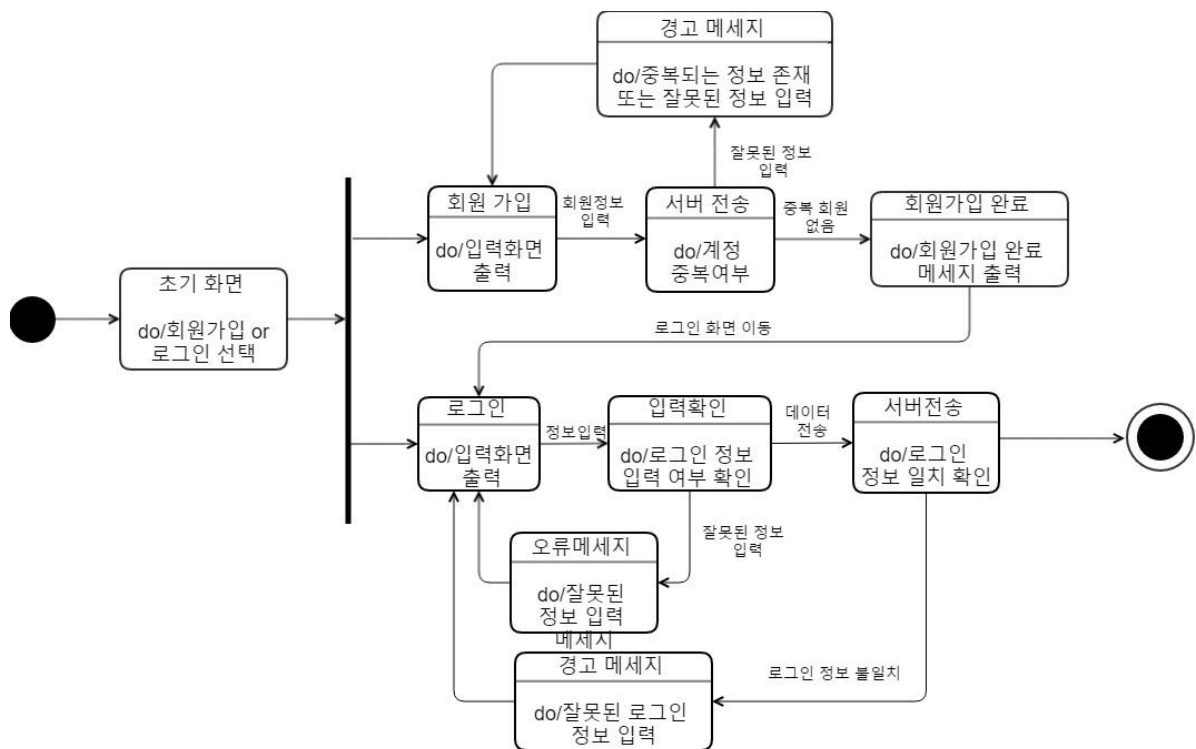 경고 메세지
do/중복되는 정보 존재
또는 잘못된 정보 입력
잘못된 정보
입력
회원 가입
do/입력화면
출력
회원정보
입력
서버 전송
do/계정
중복여부
중복 회원
없음
회원가입 완료
do/회원가입 완료
메세지 출력
초기 화면
do/회원가입 or
로그인 선택
로그인 화면 이동
로그인
do/입력화면
출력
정보입력
입력확인
do/로그인 정보
입력 여부 확인
데이터
전송
서버전송
do/로그인
정보 일치 확인
잘못된 정보
입력
오류메세지
do/잘못된
정보 입력
메세지
로그인 정보 불일치
경고 메세지
do/잘못된 로그인
정보 입력